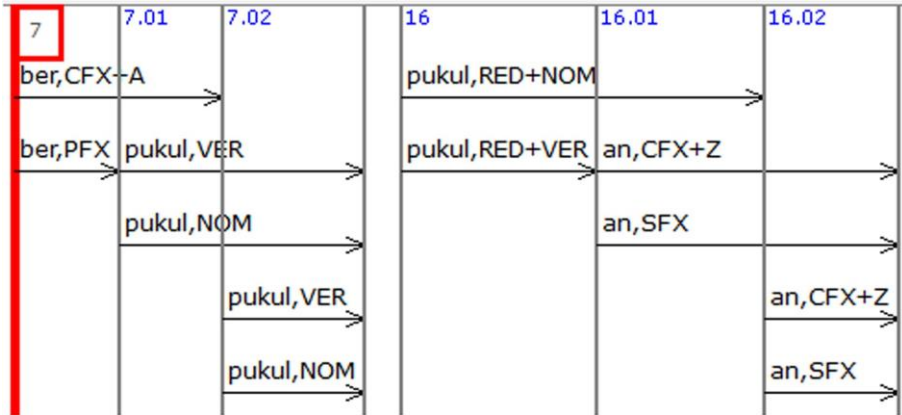 7 7.01 7.02 16 16.01 16.02
ber,CFX+A pukul,RED+NOM
ber,PFX pukul,VER pukul,RED+VER an,CFX+Z
pukul,NOM an,SFX
pukul,VER an,CFX+Z
pukul,NOM an,SFX